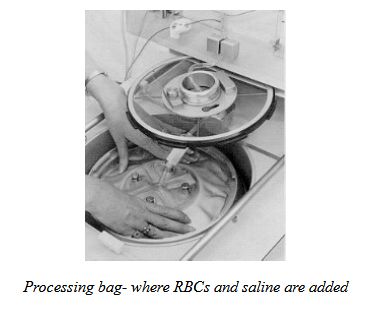 Processing bag- where RBCs and saline are added